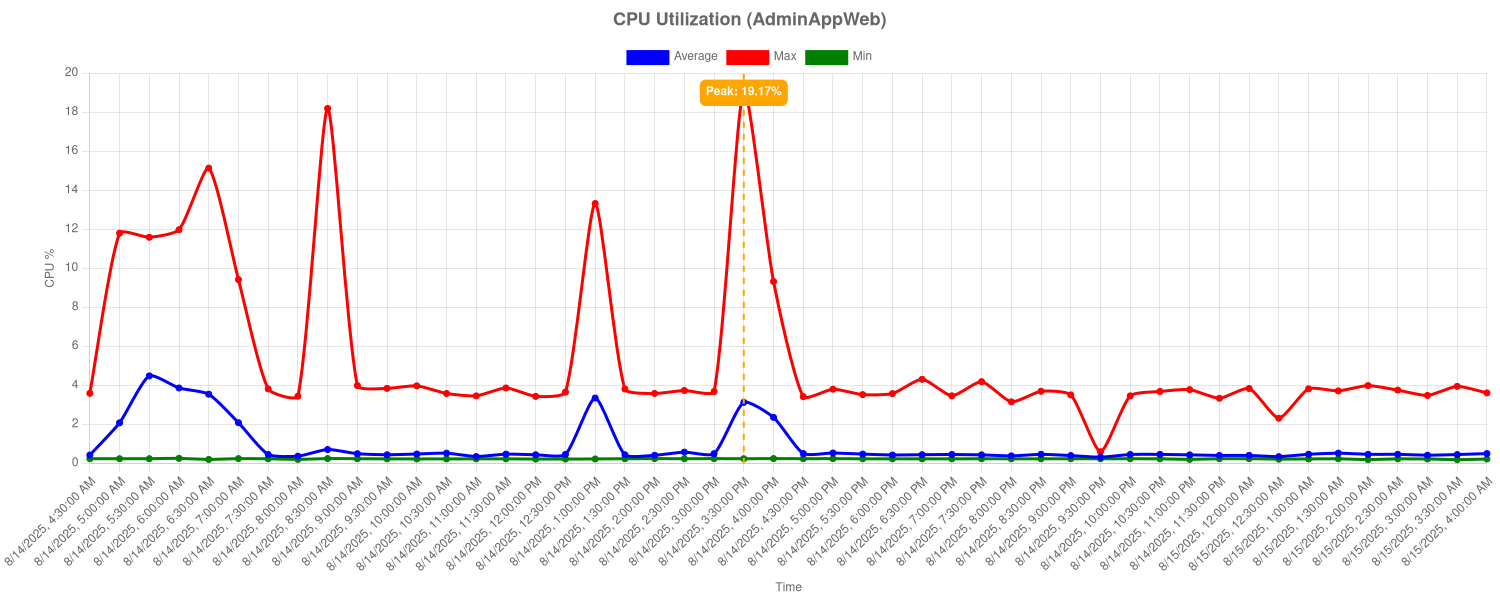 CPU Utilization (AdminAppWeb)
Average Max Min
Peak: 19.17%
CPU %
20
18
16
14
12
10
8
6
4
2
0
8/14/2025, 4:30:00 AM
8/14/2025, 5:00:00 AM
8/14/2025, 5:30:00 AM
8/14/2025, 6:00:00 AM
8/14/2025, 6:30:00 AM
8/14/2025, 7:00:00 AM
8/14/2025, 7:30:00 AM
8/14/2025, 8:00:00 AM
8/14/2025, 8:30:00 AM
8/14/2025, 9:00:00 AM
8/14/2025, 9:30:00 AM
8/14/2025, 10:00:00 AM
8/14/2025, 10:30:00 AM
8/14/2025, 11:00:00 AM
8/14/2025, 11:30:00 AM
8/14/2025, 12:00:00 PM
8/14/2025, 12:30:00 PM
8/14/2025, 1:00:00 PM
8/14/2025, 1:30:00 PM
8/14/2025, 2:00:00 PM
8/14/2025, 2:30:00 PM
8/14/2025, 3:00:00 PM
8/14/2025, 3:30:00 PM
8/14/2025, 4:00:00 PM
8/14/2025, 4:30:00 PM
8/14/2025, 5:00:00 PM
8/14/2025, 5:30:00 PM
8/14/2025, 6:00:00 PM
8/14/2025, 6:30:00 PM
8/14/2025, 7:00:00 PM
8/14/2025, 7:30:00 PM
8/14/2025, 8:00:00 PM
8/14/2025, 8:30:00 PM
8/14/2025, 9:00:00 PM
8/14/2025, 9:30:00 PM
8/14/2025, 10:00:00 PM
8/14/2025, 10:30:00 PM
8/14/2025, 11:00:00 PM
8/14/2025, 11:30:00 PM
8/15/2025, 12:00:00 AM
8/15/2025, 12:30:00 AM
8/15/2025, 1:00:00 AM
8/15/2025, 1:30:00 AM
8/15/2025, 2:00:00 AM
8/15/2025, 2:30:00 AM
8/15/2025, 3:00:00 AM
8/15/2025, 3:30:00 AM
8/15/2025, 4:00:00 AM
Time